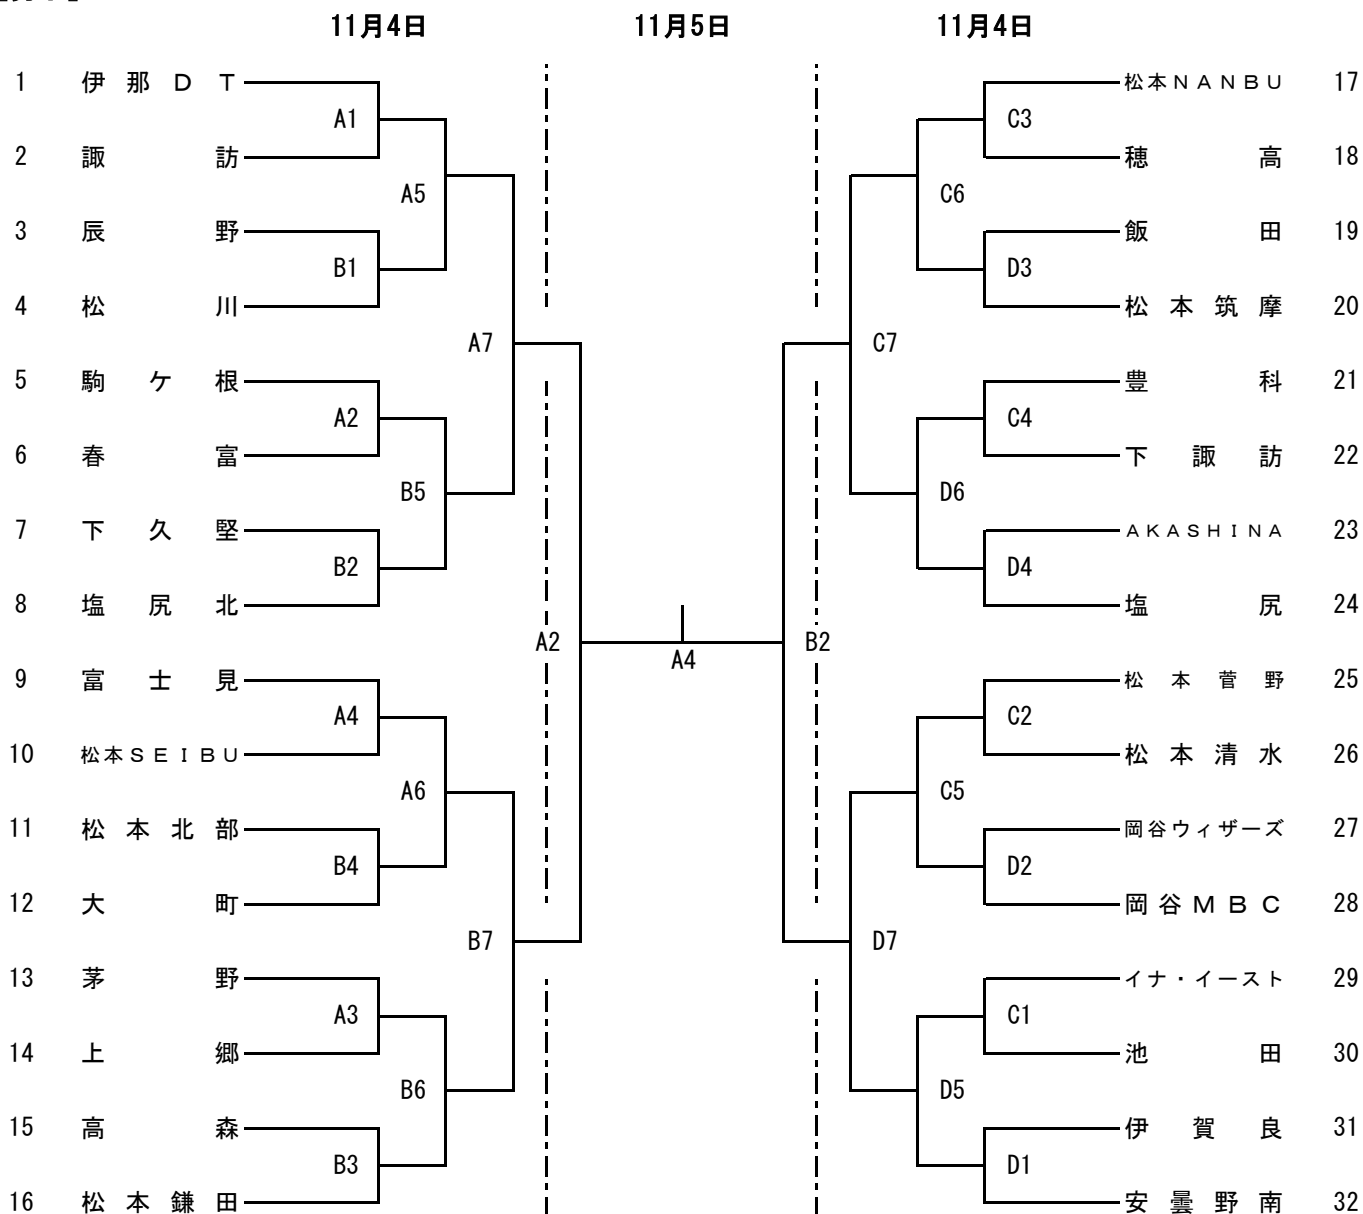 11月4日 11月5日 11月4日
1 伊那ＤＴ 松本ＮＡＮＢＵ 17
A1 C3
2 諏訪 穂高 18
A5 C6
3 辰野 飯田 19
B1 D3
4 松川 松本筑摩 20
A7 C7
5 駒ケ根 豊科 21
A2 C4
6 春富 下諏訪 22
B5 D6
7 下久堅 ＡＫＡＳＨＩＮＡ 23
B2 D4
8 塩尻北 塩尻 24
A2 A4 B2
9 富士見 松本菅野 25
A4 C2
10 松本ＳＥＩＢＵ 松本清水 26
A6 C5
11 松本北部 岡谷ウィザーズ 27
B4 D2
12 大町 岡谷ＭＢＣ 28
B7 D7
13 茅野 イナ・イースト 29
A3 C1
14 上郷 池田 30
B6 D5
15 高森 伊賀良 31
B3 D1
16 松本鎌田 安曇野南 32